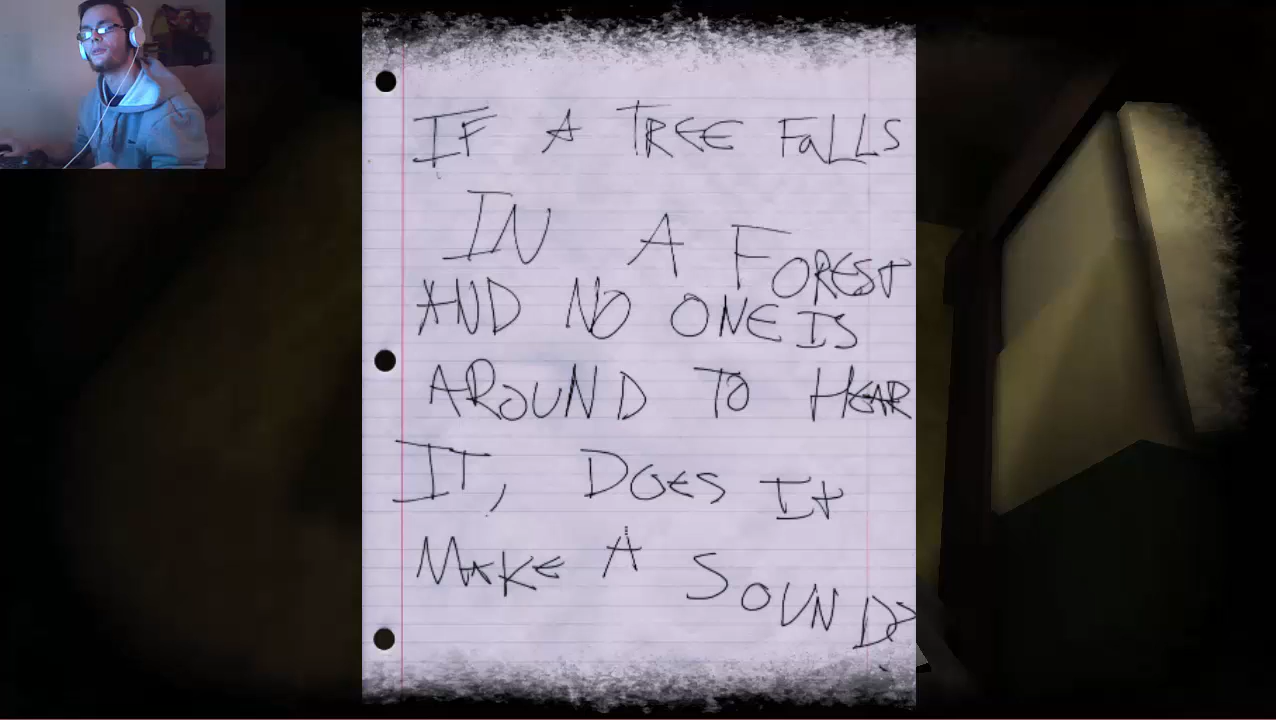 IF A TREE FaLLS
IN A FOREST
AND NO ONE IS
AROUND TO HEAR
IT, DOES It
MAKE A SOUND?